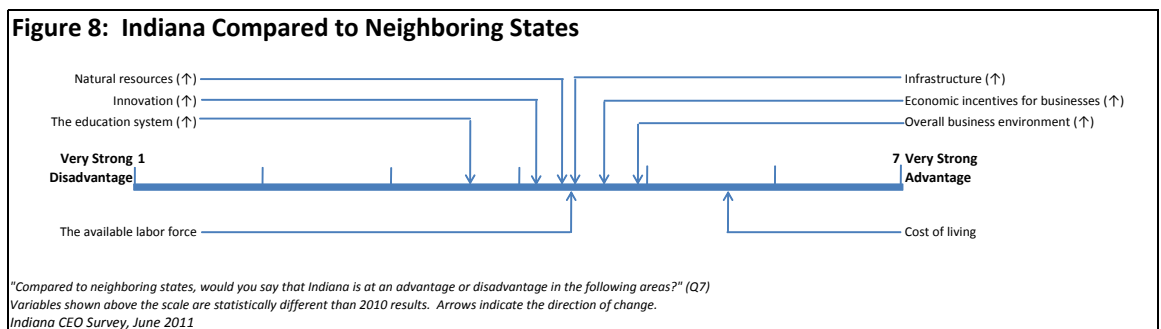 Figure 8:  Indiana Compared to Neighboring States
Natural resources (↑)
Infrastructure (↑)
Innovation (↑)
Economic incentives for businesses (↑)
The education system (↑)
Overall business environment (↑)
Very Strong 1
Disadvantage
7 Very Strong
Advantage
The available labor force
Cost of living
"Compared to neighboring states, would you say that Indiana is at an advantage or disadvantage in the following areas?" (Q7)
Variables shown above the scale are statistically different than 2010 results.  Arrows indicate the direction of change.
Indiana CEO Survey, June 2011